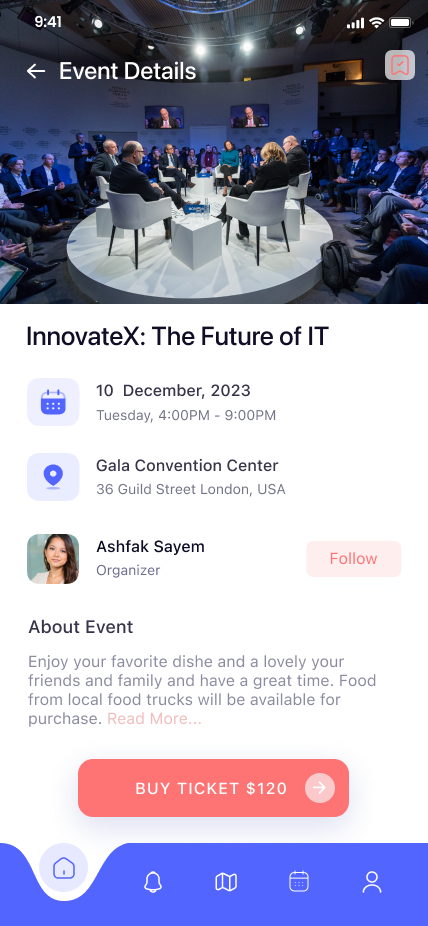 9:41
Event Details
InnovateX: The Future of IT
10 December, 2023
Tuesday, 4:00PM - 9:00PM
Gala Convention Center
36 Guild Street London, USA
Ashfak Sayem
Organizer
Follow
About Event
Enjoy your favorite dishe and a lovely your
friends and family and have a great time. Food
from local food trucks will be available for
purchase. Read More...
BUY TICKET $120